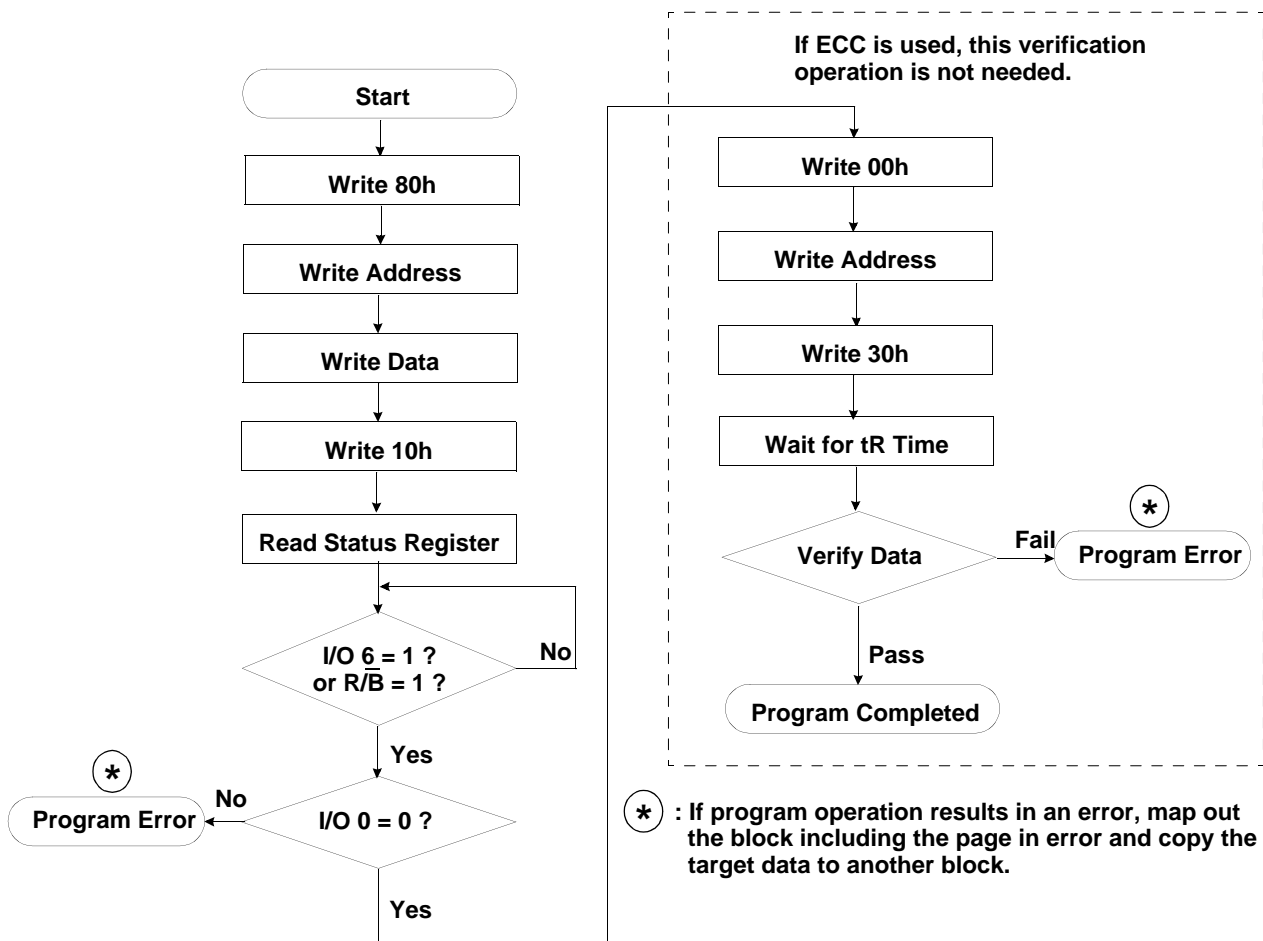 Start
Write 80h
Write Address
Write Data
Write 10h
Read Status Register
I/O 6 = 1 ?
or R/B̅ = 1 ?
No
Yes
*
No
Program Error
I/O 0 = 0 ?
Yes
If ECC is used, this verification
operation is not needed.
Write 00h
Write Address
Write 30h
Wait for tR Time
*
Verify Data
Fail
Program Error
Pass
Program Completed
* : If program operation results in an error, map out
the block including the page in error and copy the
target data to another block.